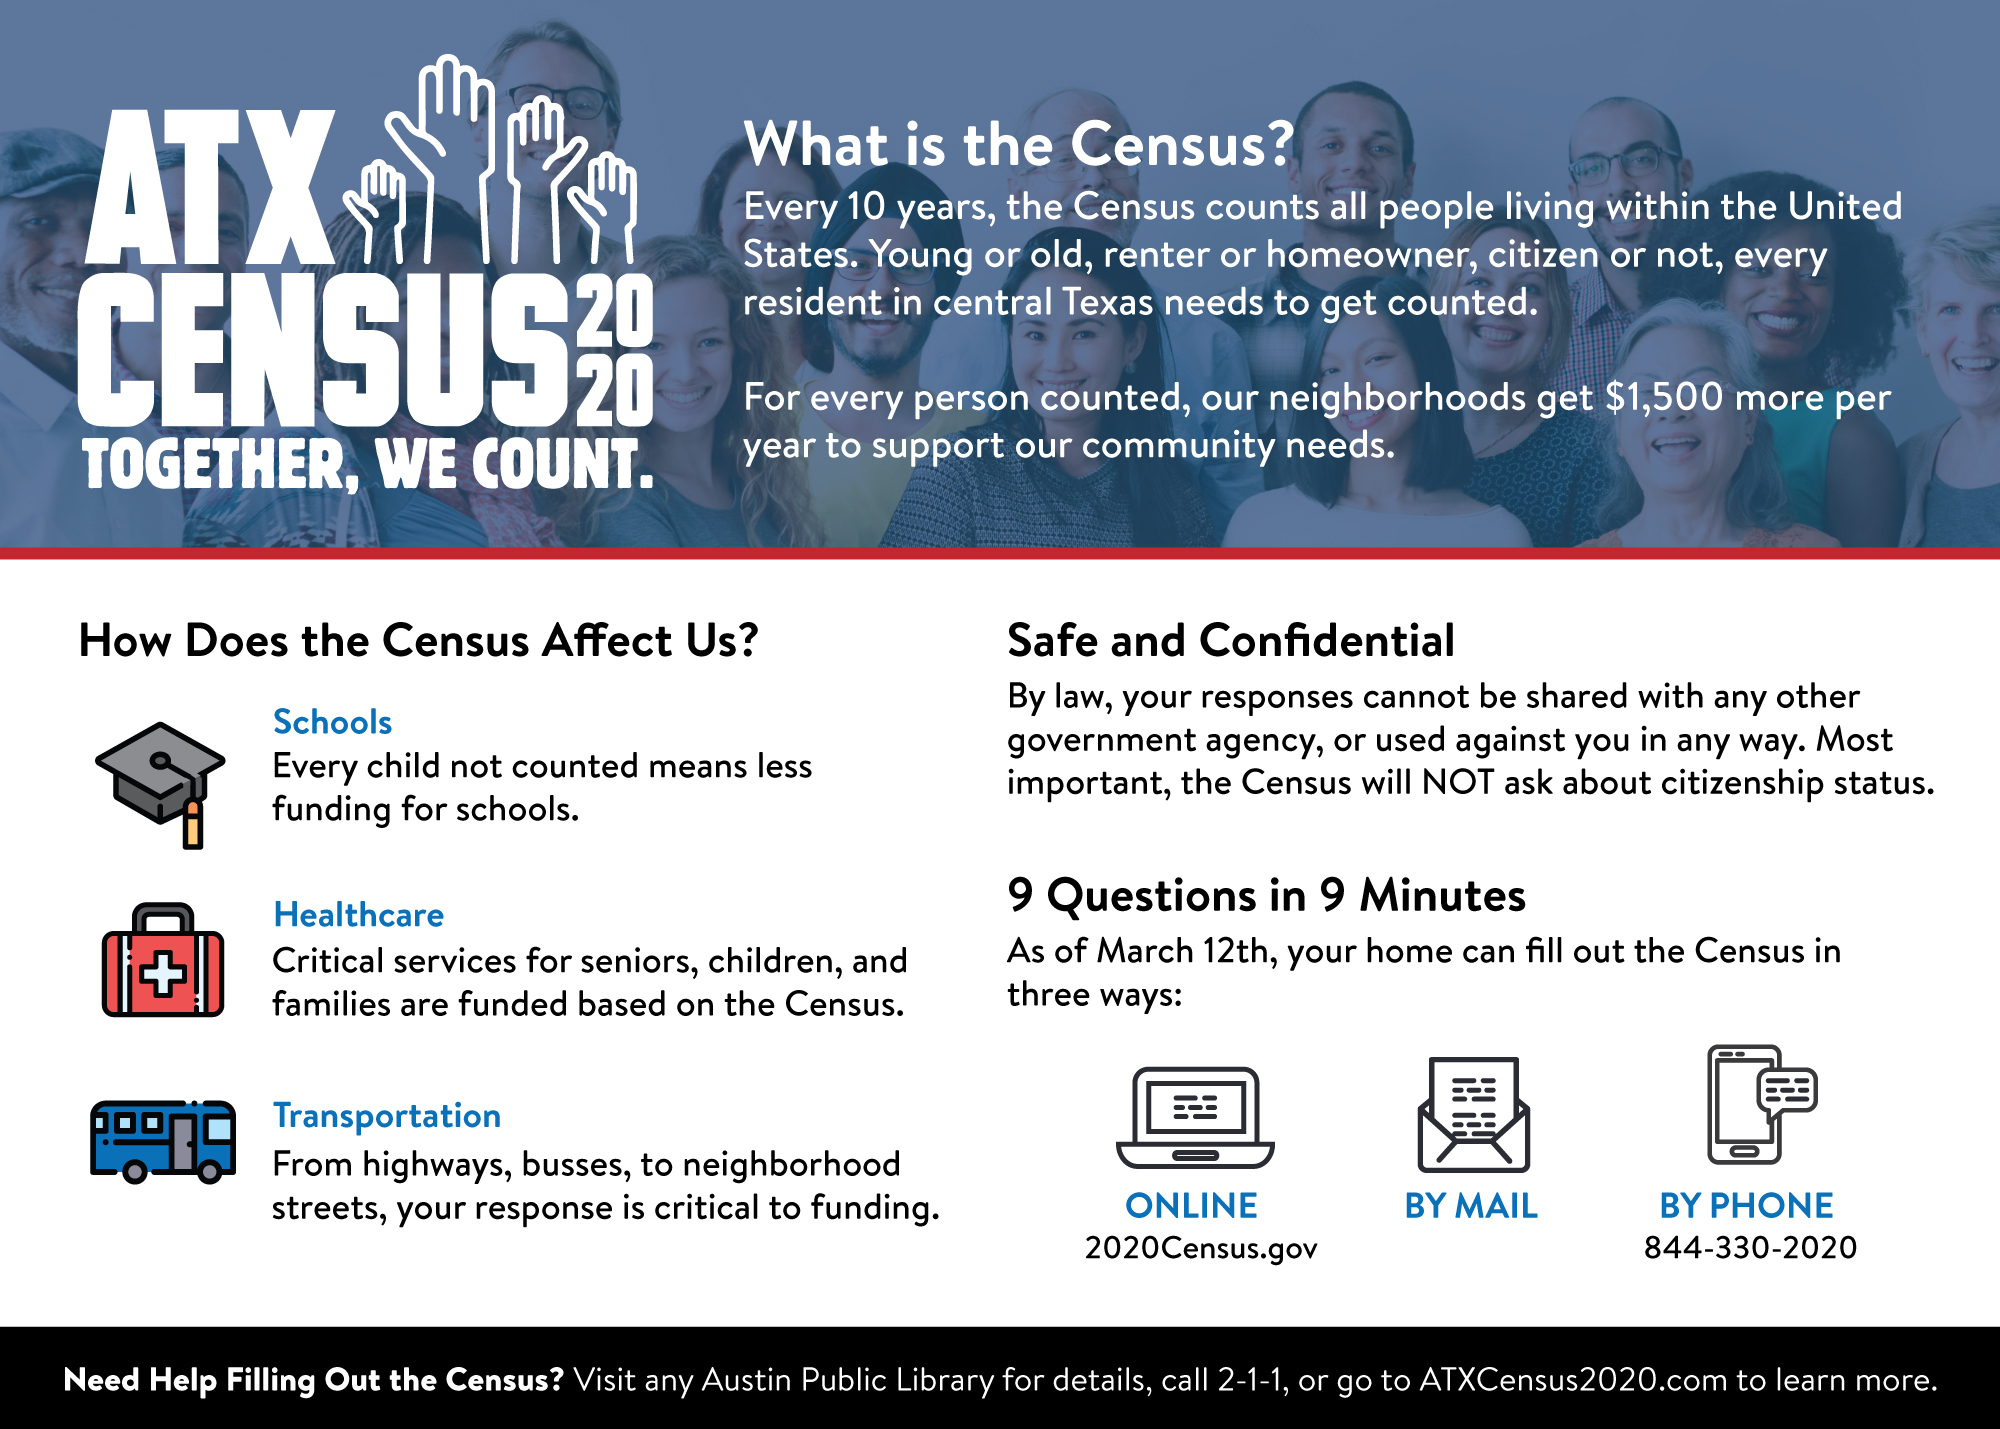 ATX
CENSUS 20
20
TOGETHER, WE COUNT.
What is the Census?
Every 10 years, the Census counts all people living within the United
States. Young or old, renter or homeowner, citizen or not, every
resident in central Texas needs to get counted.
For every person counted, our neighborhoods get $1,500 more per
year to support our community needs.
How Does the Census Affect Us?
Schools
Every child not counted means less
funding for schools.
Healthcare
Critical services for seniors, children, and
families are funded based on the Census.
Transportation
From highways, busses, to neighborhood
streets, your response is critical to funding.
Safe and Confidential
By law, your responses cannot be shared with any other
government agency, or used against you in any way. Most
important, the Census will NOT ask about citizenship status.
9 Questions in 9 Minutes
As of March 12th, your home can fill out the Census in
three ways:
ONLINE
2020Census.gov
BY MAIL
BY PHONE
844-330-2020
Need Help Filling Out the Census? Visit any Austin Public Library for details, call 2-1-1, or go to ATXCensus2020.com to learn more.